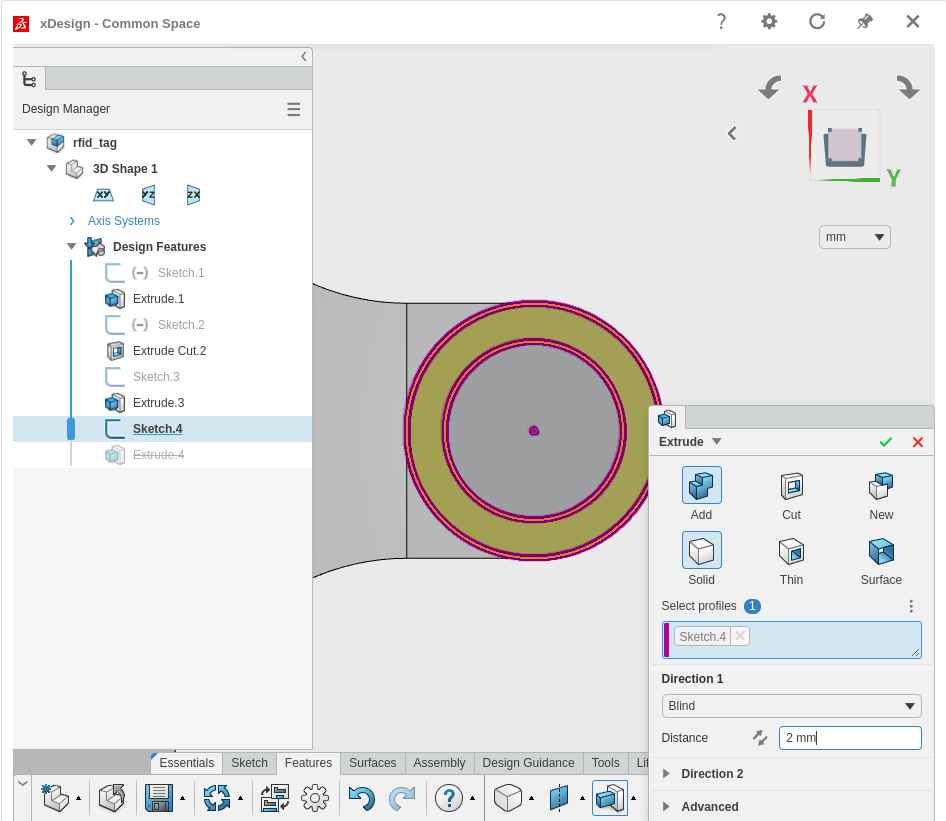 xDesign - Common Space
?
Design Manager
rfid_tag
3D Shape 1
XY YZ ZX
Axis Systems
Design Features
(–) Sketch.1
Extrude.1
(–) Sketch.2
Extrude Cut.2
Sketch.3
Extrude.3
Sketch.4
Extrude.4
X
Y
mm
Extrude
Add Cut New
Solid Thin Surface
Select profiles 1
Sketch.4
Direction 1
Blind
Distance 2 mm
Direction 2
Advanced
Essentials Sketch Features Surfaces Assembly Design Guidance Tools
?